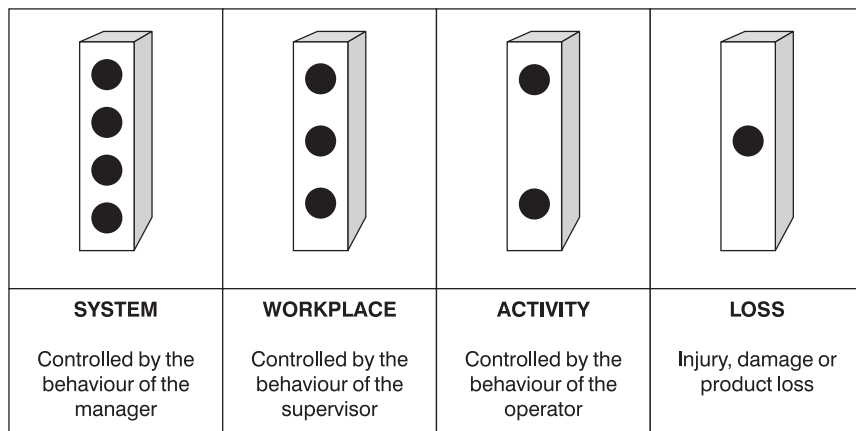 SYSTEM
Controlled by the
behaviour of the
manager
WORKPLACE
Controlled by the
behaviour of the
supervisor
ACTIVITY
Controlled by the
behaviour of the
operator
LOSS
Injury, damage or
product loss